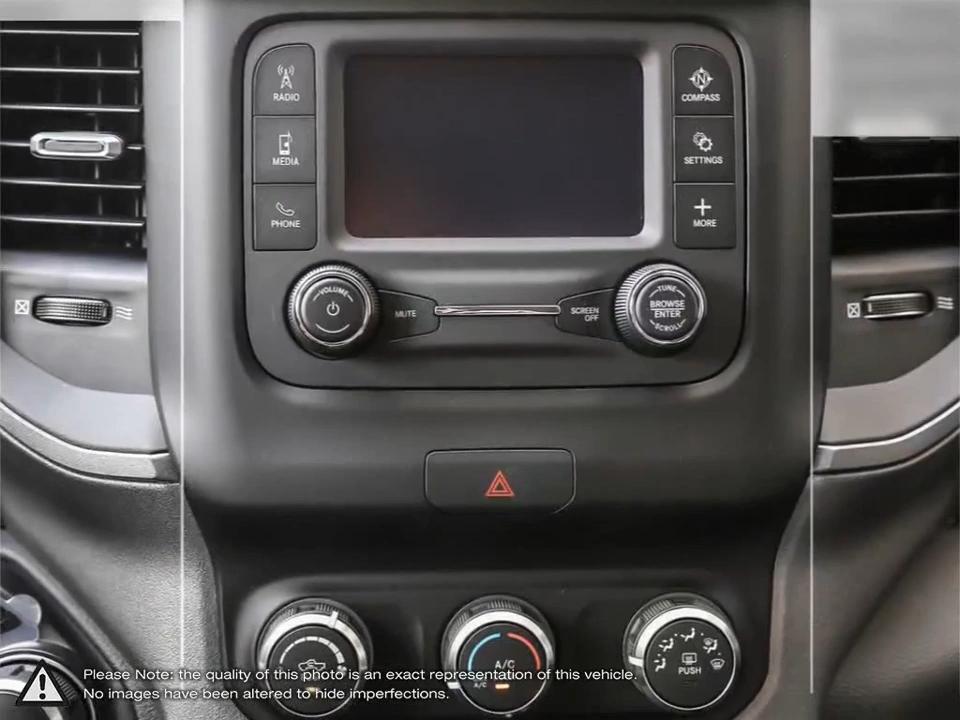 RADIO
MEDIA
PHONE
N
COMPASS
SETTINGS
MORE
VOLUME
MUTE
SCREEN
OFF
TUNE
BROWSE
ENTER
SCROLL
A/C
A/C
PUSH
Please Note: the quality of this photo is an exact representation of this vehicle.
No images have been altered to hide imperfections.